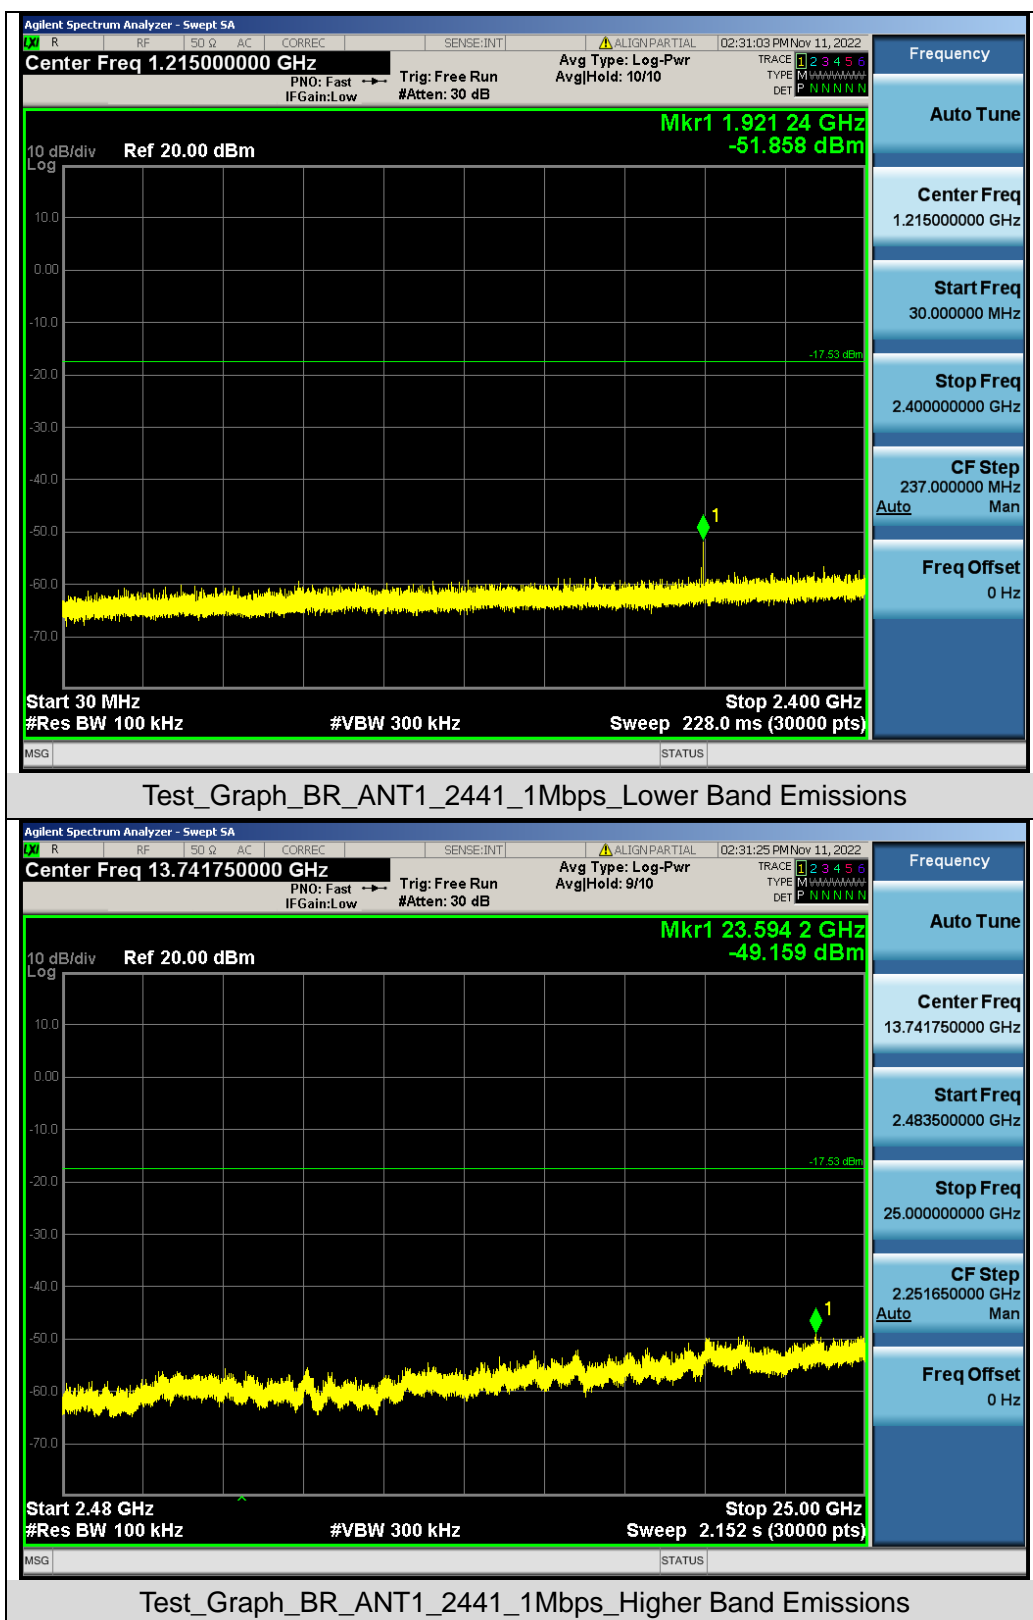 Agilent Spectrum Analyzer - Swept SA
LXI R RF 50 Ω AC CORREC SENSE:INT ALIGN PARTIAL 02:31:03 PM Nov 11, 2022
Center Freq 1.215000000 GHz
PNO: Fast
IFGain:Low
Trig: Free Run
#Atten: 30 dB
Avg Type: Log-Pwr
Avg|Hold: 10/10
TRACE 1 2 3 4 5 6
TYPE M
DET P N N N N N
Mkr1 1.921 24 GHz
-51.858 dBm
10 dB/div Ref 20.00 dBm
Log
10.0
0.00
-10.0
-17.53 dBm
-20.0
-30.0
-40.0
-50.0
1
-60.0
-70.0
Start 30 MHz Stop 2.400 GHz
#Res BW 100 kHz #VBW 300 kHz Sweep 228.0 ms (30000 pts)
MSG STATUS
Frequency
Auto Tune
Center Freq
1.215000000 GHz
Start Freq
30.000000 MHz
Stop Freq
2.400000000 GHz
CF Step
237.000000 MHz
Auto Man
Freq Offset
0 Hz
Test_Graph_BR_ANT1_2441_1Mbps_Lower Band Emissions
Agilent Spectrum Analyzer - Swept SA
LXI R RF 50 Ω AC CORREC SENSE:INT ALIGN PARTIAL 02:31:25 PM Nov 11, 2022
Center Freq 13.741750000 GHz
PNO: Fast
IFGain:Low
Trig: Free Run
#Atten: 30 dB
Avg Type: Log-Pwr
Avg|Hold: 9/10
TRACE 1 2 3 4 5 6
TYPE M
DET P N N N N N
Mkr1 23.594 2 GHz
-49.159 dBm
10 dB/div Ref 20.00 dBm
Log
10.0
0.00
-10.0
-17.53 dBm
-20.0
-30.0
-40.0
1
-50.0
-60.0
-70.0
Start 2.48 GHz Stop 25.00 GHz
#Res BW 100 kHz #VBW 300 kHz Sweep 2.152 s (30000 pts)
MSG STATUS
Frequency
Auto Tune
Center Freq
13.741750000 GHz
Start Freq
2.483500000 GHz
Stop Freq
25.000000000 GHz
CF Step
2.251650000 GHz
Auto Man
Freq Offset
0 Hz
Test_Graph_BR_ANT1_2441_1Mbps_Higher Band Emissions